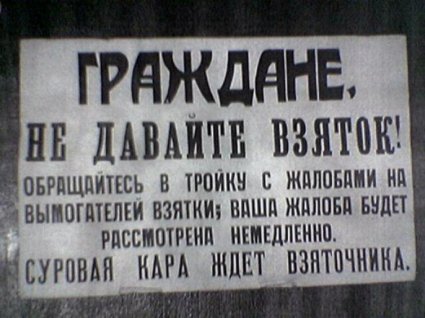 ГРАЖДАНЕ,
НЕ ДАВАЙТЕ ВЗЯТОК!
ОБРАЩАЙТЕСЬ В ТРОЙКУ С ЖАЛОБАМИ НА
ВЫМОГАТЕЛЕЙ ВЗЯТКИ; ВАША ЖАЛОБА БУДЕТ
РАССМОТРЕНА НЕМЕДЛЕННО.
СУРОВАЯ КАРА ЖДЕТ ВЗЯТОЧНИКА.